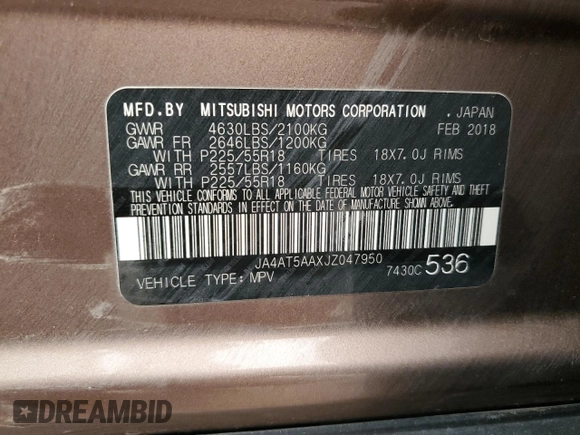 MFD.BY MITSUBISHI MOTORS CORPORATION . JAPAN
GVWR 4630LBS/2100KG FEB 2018
GAWR FR 2646LBS/1200KG
WITH P225/55R18 TIRES 18X7.0J RIMS
GAWR RR 2557LBS/1160KG
WITH P225/55R18 TIRES 18X7.0J RIMS
THIS VEHICLE CONFORMS TO ALL APPLICABLE FEDERAL MOTOR VEHICLE SAFETY AND THEFT
PREVENTION STANDARDS IN EFFECT ON THE DATE OF MANUFACTURE SHOWN ABOVE.
JA4AT5AAXJZ047950
VEHICLE TYPE: MPV 7430C 536
DREAMBID